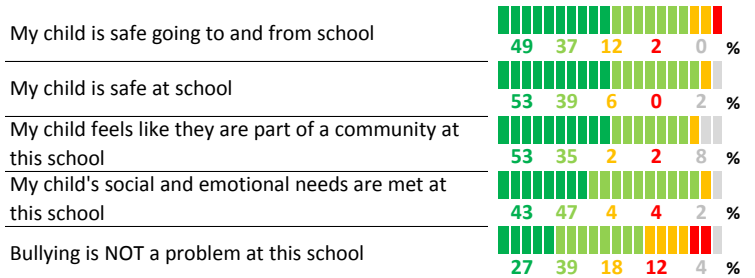 My child is safe going to and from school
49 37 12 2 0 %
My child is safe at school
53 39 6 0 2 %
My child feels like they are part of a community at
this school
53 35 2 2 8 %
My child's social and emotional needs are met at
this school
43 47 4 4 2 %
Bullying is NOT a problem at this school
27 39 18 12 4 %